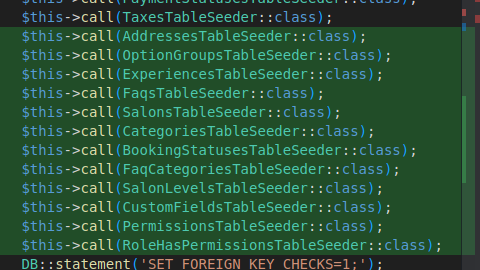 $this->call(PaymentStatusesTableSeeder::class);
$this->call(TaxesTableSeeder::class);
$this->call(AddressesTableSeeder::class);
$this->call(OptionGroupsTableSeeder::class);
$this->call(ExperiencesTableSeeder::class);
$this->call(FaqsTableSeeder::class);
$this->call(SalonsTableSeeder::class);
$this->call(CategoriesTableSeeder::class);
$this->call(BookingStatusesTableSeeder::class);
$this->call(FaqCategoriesTableSeeder::class);
$this->call(SalonLevelsTableSeeder::class);
$this->call(CustomFieldsTableSeeder::class);
$this->call(PermissionsTableSeeder::class);
$this->call(RoleHasPermissionsTableSeeder::class);
DB::statement('SET FOREIGN_KEY_CHECKS=1;');